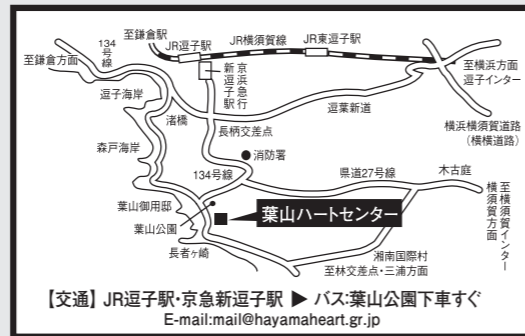 至鎌倉駅
134号線
JR逗子駅
JR横須賀線
JR東逗子駅
至鎌倉方面
京浜急行
新逗子駅
至横浜方面
逗子インター
逗子海岸
逗葉新道
渚橋
長柄交差点
横浜横須賀道路
(横横道路)
森戸海岸
消防署
134号線
県道27号線
木古庭
至横須賀インター
横須賀方面
葉山御用邸
葉山ハートセンター
葉山公園
長者ヶ崎
湘南国際村
至林交差点・三浦方面
【交通】 JR逗子駅・京急新逗子駅 ▶ バス:葉山公園下車すぐ
E-mail:mail@hayamaheart.gr.jp